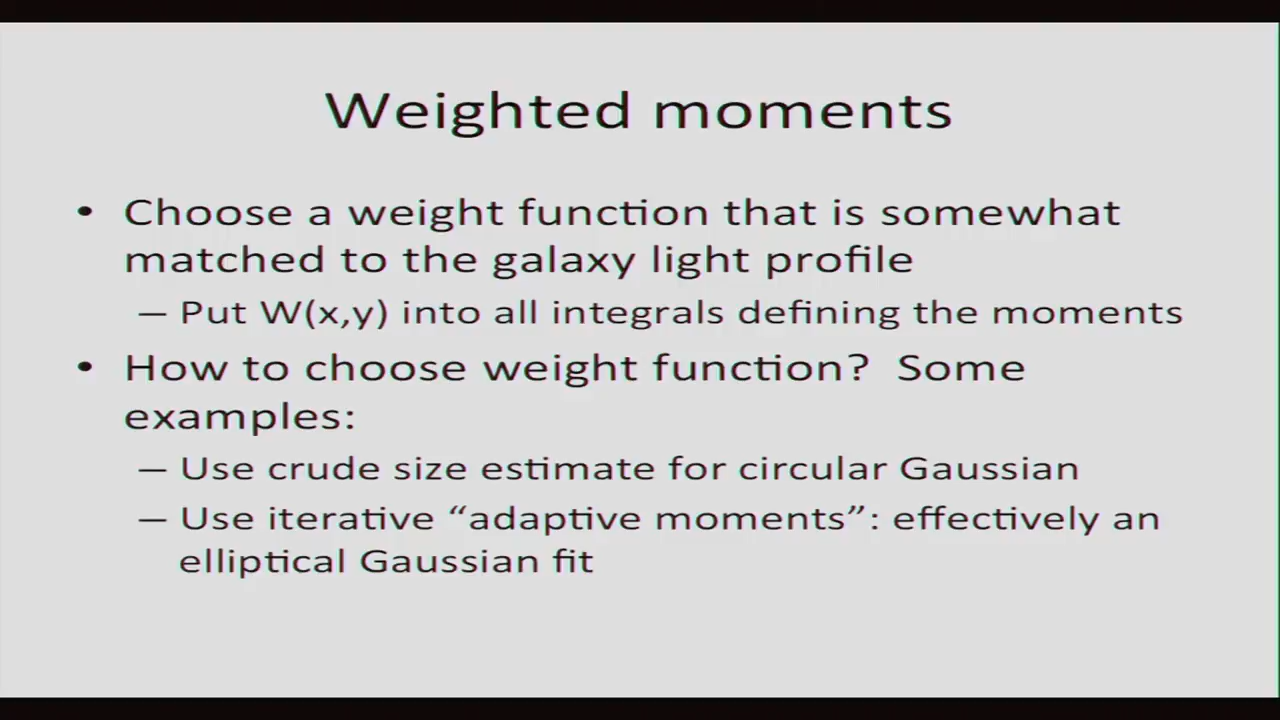 Weighted moments
• Choose a weight function that is somewhat
matched to the galaxy light profile
— Put W(x,y) into all integrals defining the moments
• How to choose weight function?  Some
examples:
— Use crude size estimate for circular Gaussian
— Use iterative “adaptive moments”: effectively an
elliptical Gaussian fit